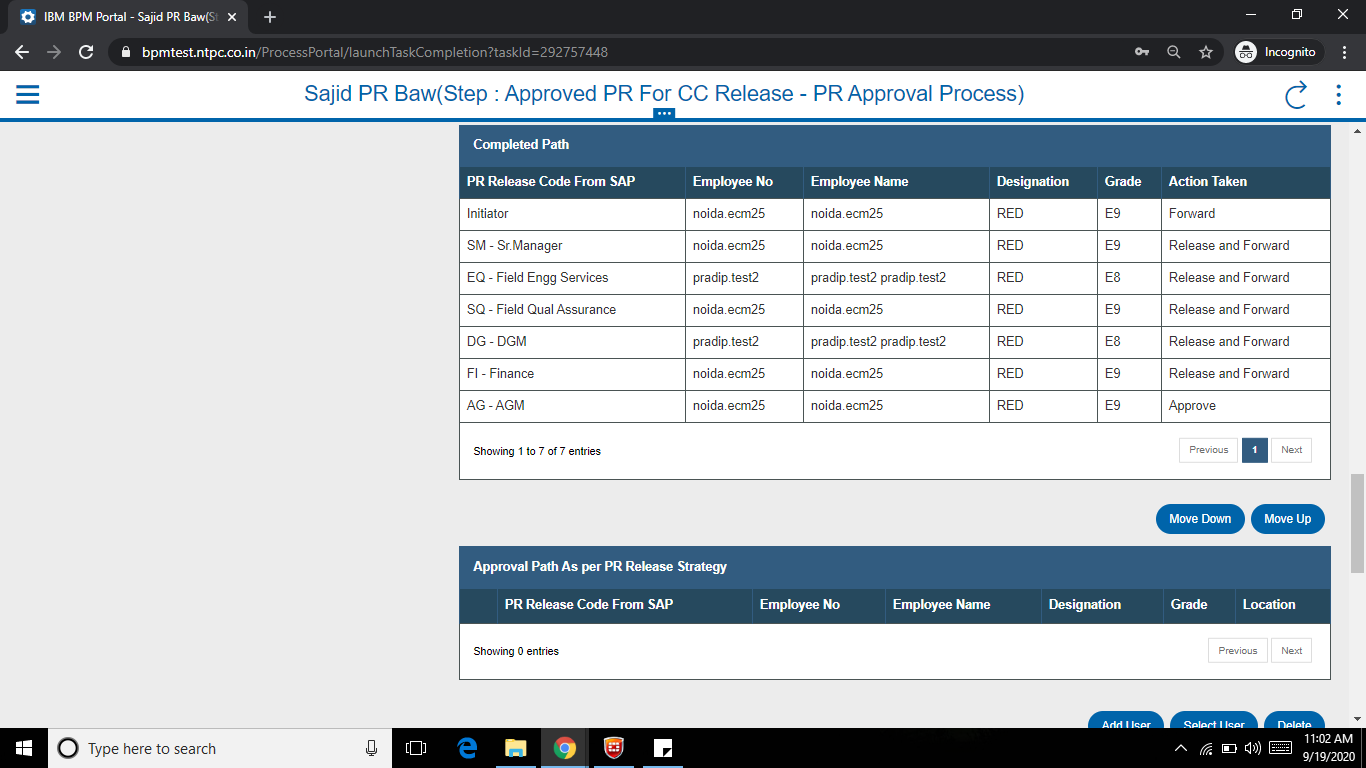 IBM BPM Portal - Sajid PR Baw(St
bpmtest.ntpc.co.in/ProcessPortal/launchTaskCompletion?taskId=292757448
Incognito
Sajid PR Baw(Step : Approved PR For CC Release - PR Approval Process)
Completed Path
PR Release Code From SAP Employee No Employee Name Designation Grade Action Taken
Initiator noida.ecm25 noida.ecm25 RED E9 Forward
SM - Sr.Manager noida.ecm25 noida.ecm25 RED E9 Release and Forward
EQ - Field Engg Services pradip.test2 pradip.test2 pradip.test2 RED E8 Release and Forward
SQ - Field Qual Assurance noida.ecm25 noida.ecm25 RED E9 Release and Forward
DG - DGM pradip.test2 pradip.test2 pradip.test2 RED E8 Release and Forward
FI - Finance noida.ecm25 noida.ecm25 RED E9 Release and Forward
AG - AGM noida.ecm25 noida.ecm25 RED E9 Approve
Showing 1 to 7 of 7 entries Previous 1 Next
Move Down Move Up
Approval Path As per PR Release Strategy
PR Release Code From SAP Employee No Employee Name Designation Grade Location
Showing 0 entries Previous Next
Add User Select User Delete
Type here to search
11:02 AM
9/19/2020